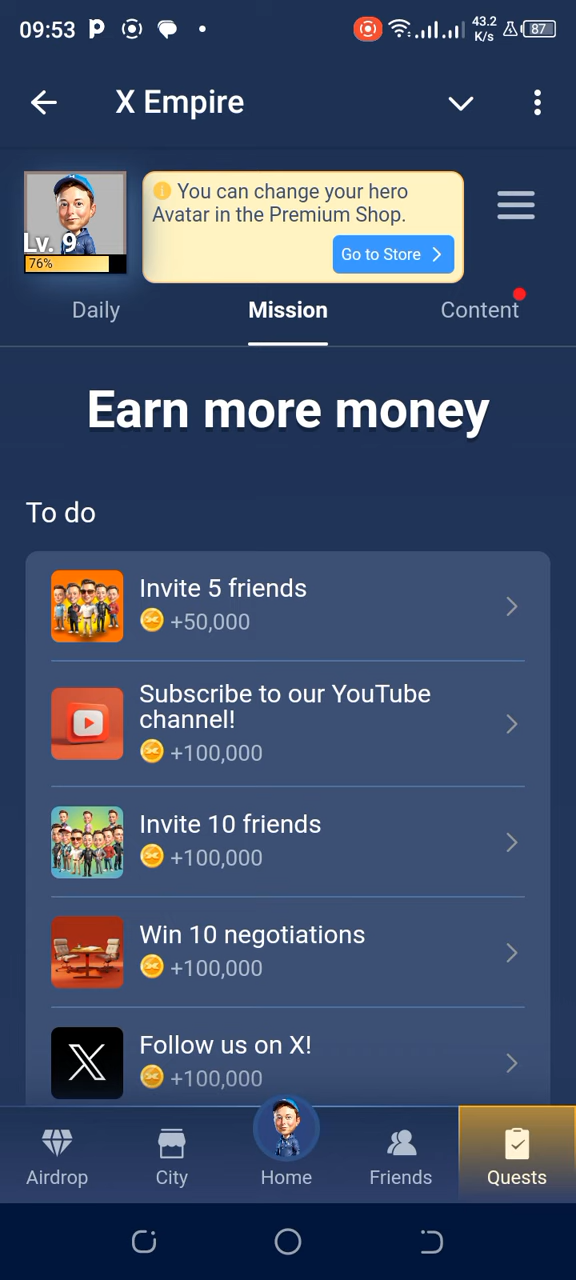 09:53
43.2
K/s
87
X Empire
You can change your hero
Avatar in the Premium Shop.
Go to Store
Lv. 9
76%
Daily
Mission
Content
Earn more money
To do
Invite 5 friends
+50,000
Subscribe to our YouTube
channel!
+100,000
Invite 10 friends
+100,000
Win 10 negotiations
+100,000
Follow us on X!
+100,000
Airdrop
City
Home
Friends
Quests